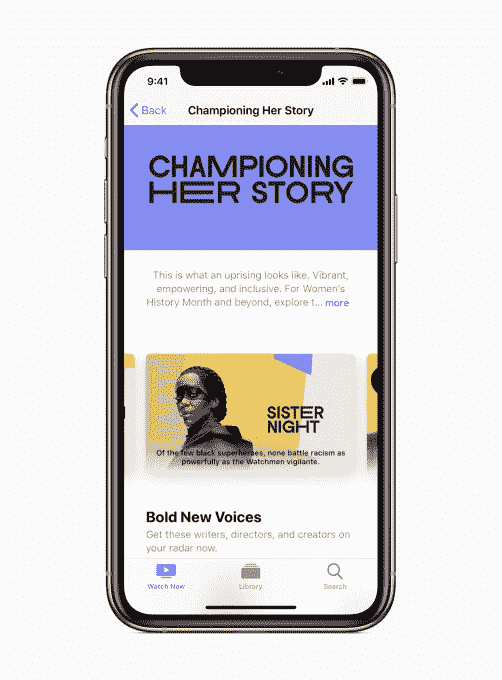 9:41
Back
Championing Her Story
CHAMPIONING
HER STORY
This is what an uprising looks like. Vibrant,
empowering, and inclusive. For Women's
History Month and beyond, explore t... more
SISTER
NIGHT
Of the few black superheroes, none battle racism as
powerfully as the Watchmen vigilante.
Bold New Voices
Get these writers, directors, and creators on
your radar now.
Watch Now
Library
Search